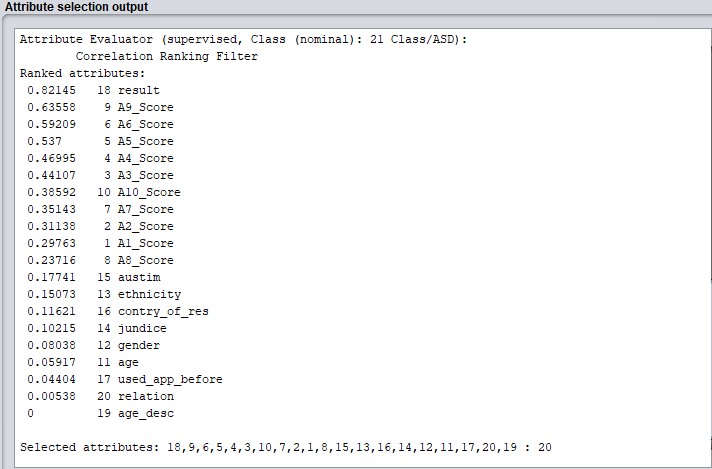 Attribute selection output
Attribute Evaluator (supervised, Class (nominal): 21 Class/ASD):
Correlation Ranking Filter
Ranked attributes:
0.82145 18 result
0.63558 9 A9_Score
0.59209 6 A6_Score
0.537 5 A5_Score
0.46995 4 A4_Score
0.44107 3 A3_Score
0.38592 10 A10_Score
0.35143 7 A7_Score
0.31138 2 A2_Score
0.29763 1 A1_Score
0.23716 8 A8_Score
0.17741 15 austim
0.15073 13 ethnicity
0.11621 16 contry_of_res
0.10215 14 jundice
0.08038 12 gender
0.05917 11 age
0.04404 17 used_app_before
0.00538 20 relation
0 19 age_desc
Selected attributes: 18,9,6,5,4,3,10,7,2,1,8,15,13,16,14,12,11,17,20,19 : 20